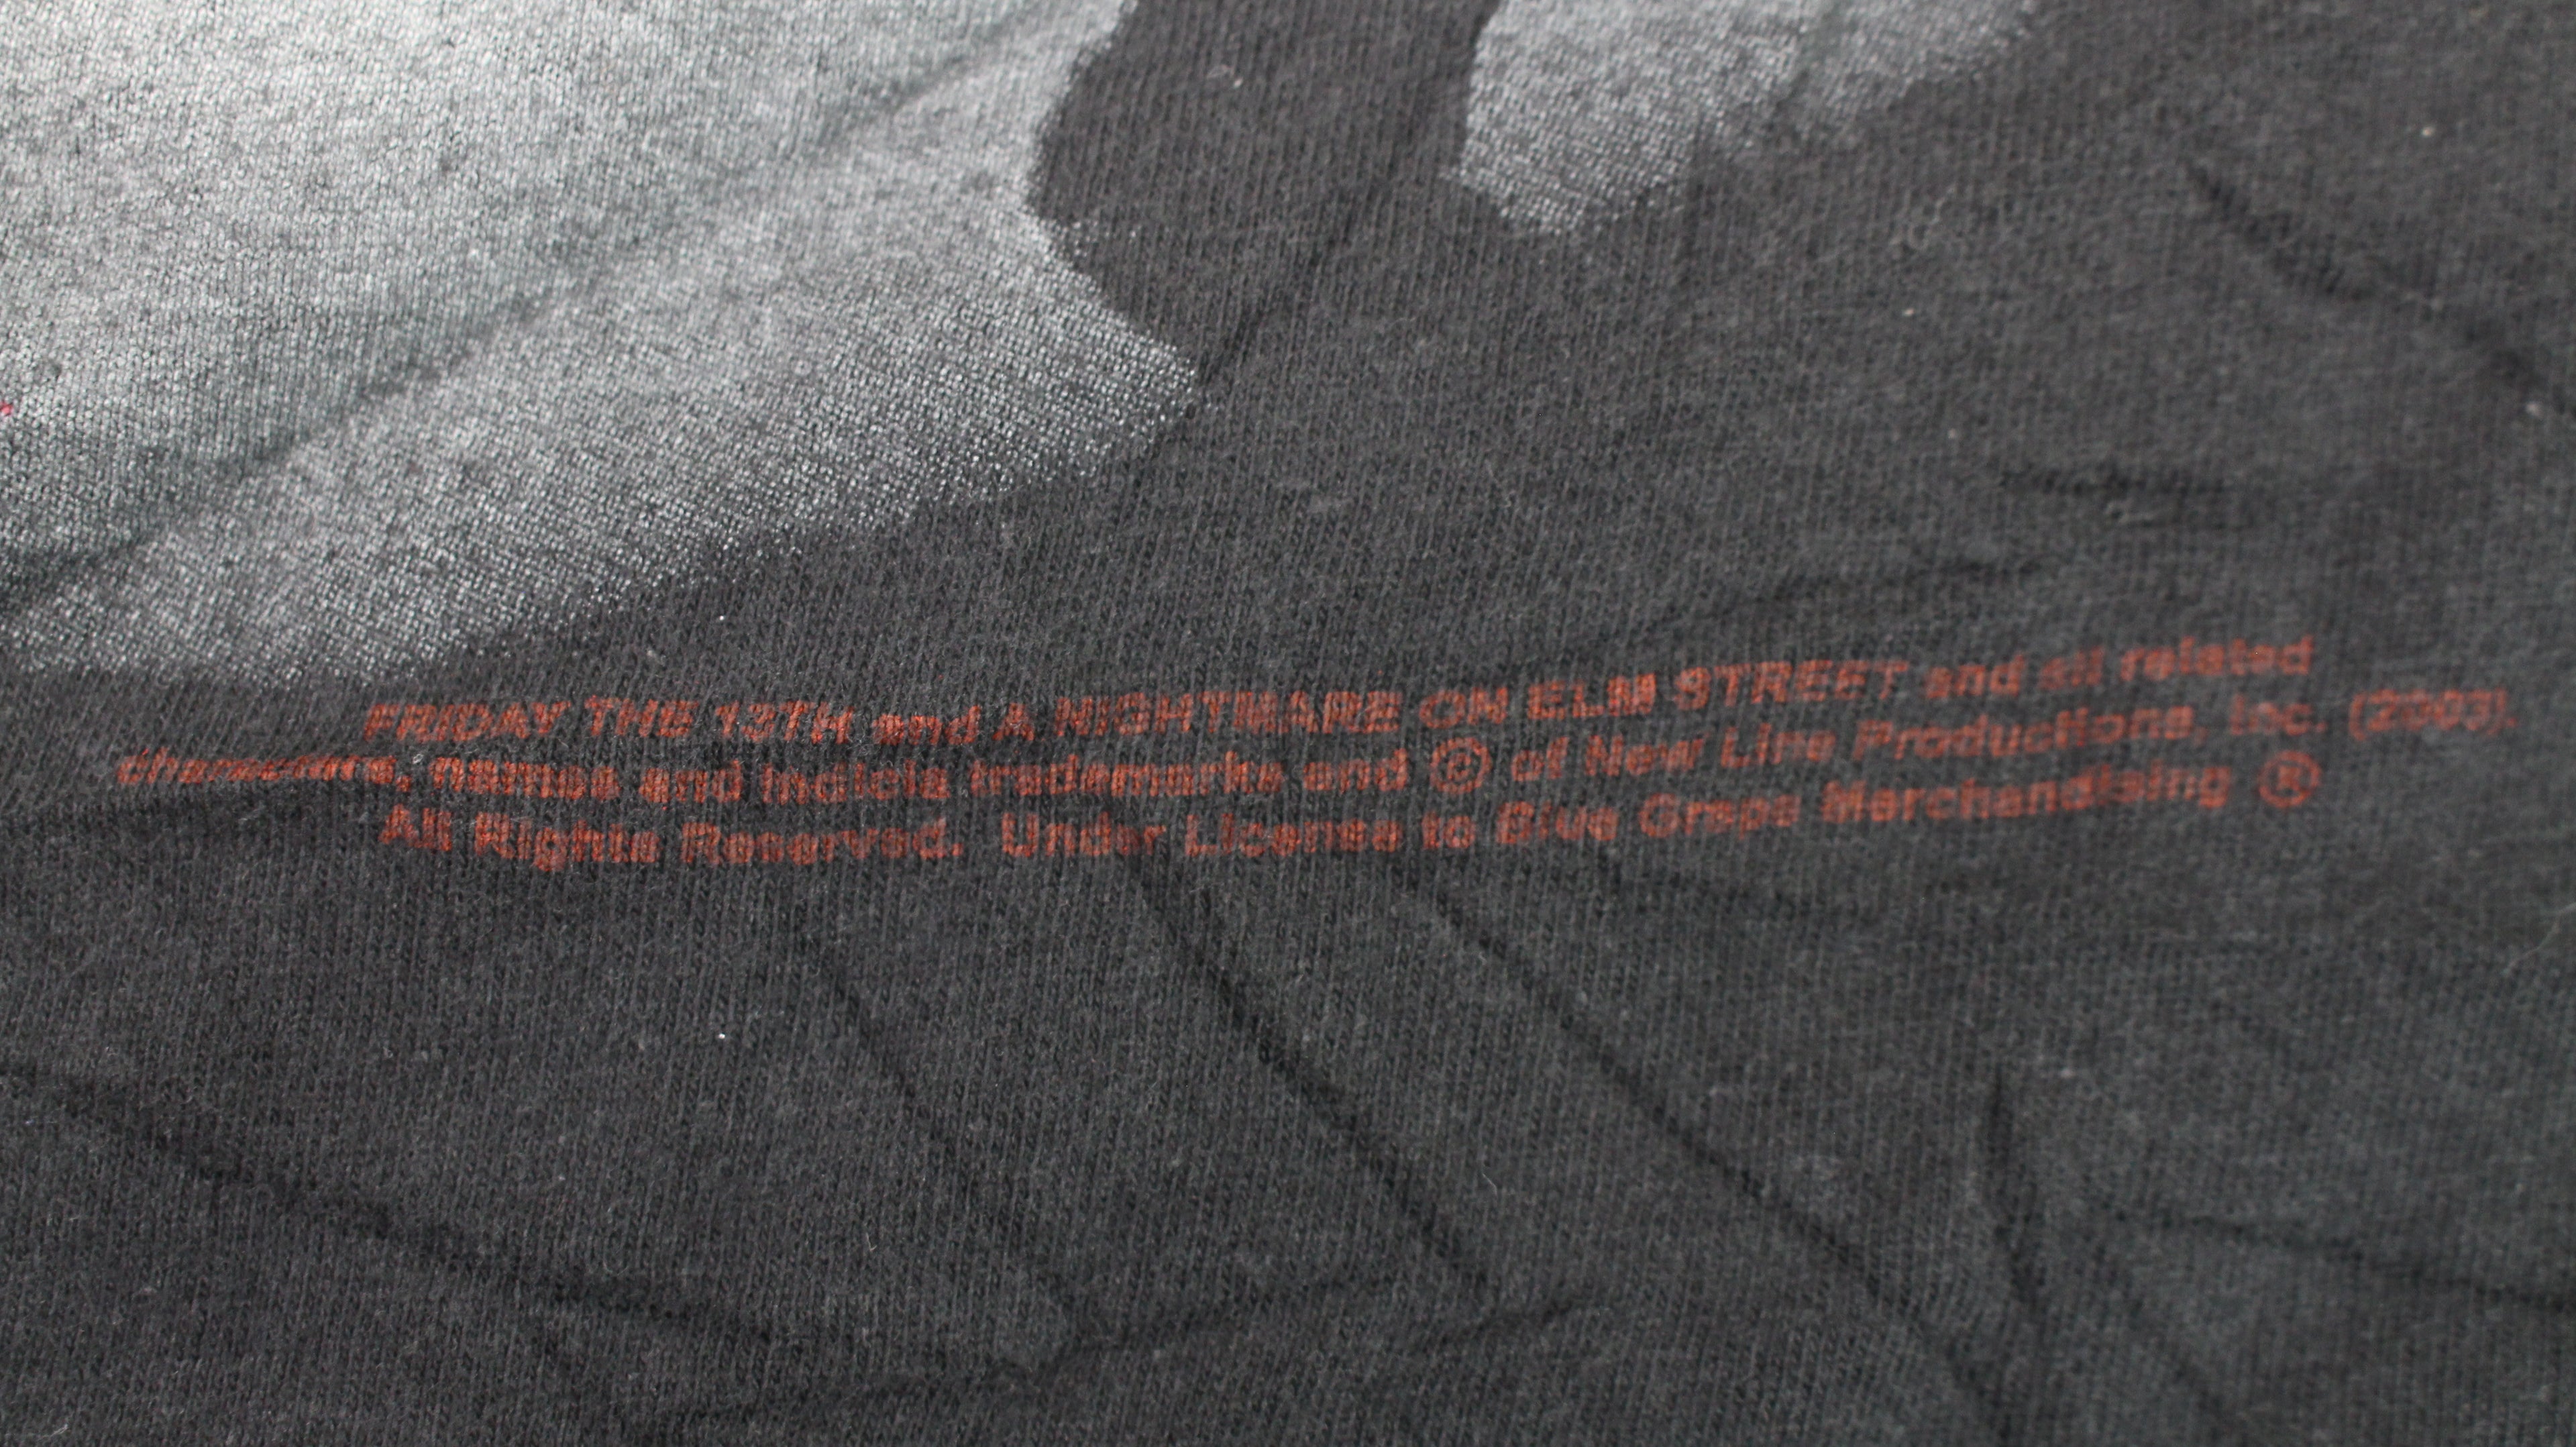 FRIDAY THE 13TH and A NIGHTMARE ON ELM STREET and all related
characters, names and indicia trademarks and © of New Line Productions, Inc. (2003).
All Rights Reserved. Under License to Blue Grape Merchandising ®